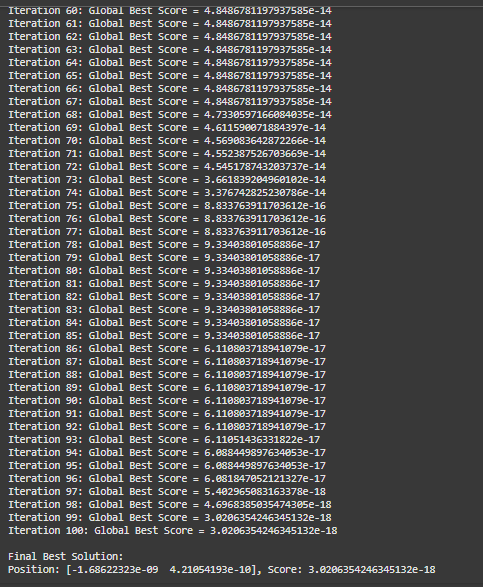 Iteration 60: Global Best Score = 4.8486781197937585e-14
Iteration 61: Global Best Score = 4.8486781197937585e-14
Iteration 62: Global Best Score = 4.8486781197937585e-14
Iteration 63: Global Best Score = 4.8486781197937585e-14
Iteration 64: Global Best Score = 4.8486781197937585e-14
Iteration 65: Global Best Score = 4.8486781197937585e-14
Iteration 66: Global Best Score = 4.8486781197937585e-14
Iteration 67: Global Best Score = 4.8486781197937585e-14
Iteration 68: Global Best Score = 4.7330597166084035e-14
Iteration 69: Global Best Score = 4.611590071884397e-14
Iteration 70: Global Best Score = 4.569083642872266e-14
Iteration 71: Global Best Score = 4.552387526703669e-14
Iteration 72: Global Best Score = 4.545178743203737e-14
Iteration 73: Global Best Score = 3.661839204960102e-14
Iteration 74: Global Best Score = 3.376742825230786e-14
Iteration 75: Global Best Score = 8.833763911703612e-16
Iteration 76: Global Best Score = 8.833763911703612e-16
Iteration 77: Global Best Score = 8.833763911703612e-16
Iteration 78: Global Best Score = 9.33403801058886e-17
Iteration 79: Global Best Score = 9.33403801058886e-17
Iteration 80: Global Best Score = 9.33403801058886e-17
Iteration 81: Global Best Score = 9.33403801058886e-17
Iteration 82: Global Best Score = 9.33403801058886e-17
Iteration 83: Global Best Score = 9.33403801058886e-17
Iteration 84: Global Best Score = 9.33403801058886e-17
Iteration 85: Global Best Score = 9.33403801058886e-17
Iteration 86: Global Best Score = 6.110803718941079e-17
Iteration 87: Global Best Score = 6.110803718941079e-17
Iteration 88: Global Best Score = 6.110803718941079e-17
Iteration 89: Global Best Score = 6.110803718941079e-17
Iteration 90: Global Best Score = 6.110803718941079e-17
Iteration 91: Global Best Score = 6.110803718941079e-17
Iteration 92: Global Best Score = 6.110803718941079e-17
Iteration 93: Global Best Score = 6.11051436331822e-17
Iteration 94: Global Best Score = 6.088449897634053e-17
Iteration 95: Global Best Score = 6.088449897634053e-17
Iteration 96: Global Best Score = 6.08184705212132​7e-17
Iteration 97: Global Best Score = 5.402965083163378e-18
Iteration 98: Global Best Score = 4.6968385035474305e-18
Iteration 99: Global Best Score = 3.0206354246345132e-18
Iteration 100: Global Best Score = 3.0206354246345132e-18
Final Best Solution:
Position: [-1.68622323e-09  4.21054193e-10], Score: 3.0206354246345132e-18